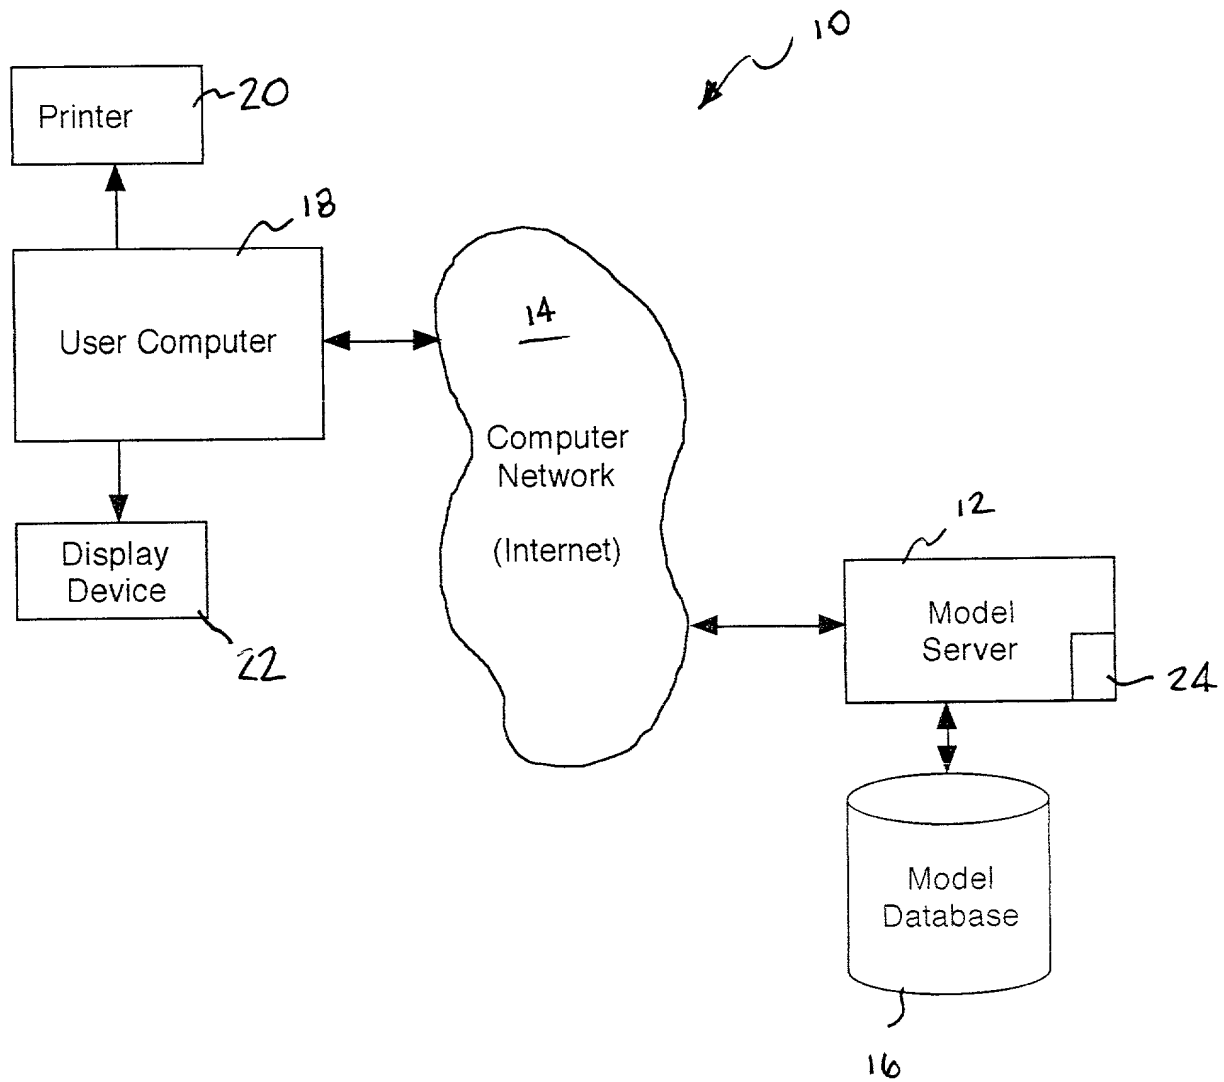 10
20
Printer
18
14
User Computer
Computer
Network
(Internet)
12
Display
Device
22
Model
Server
24
Model
Database
16